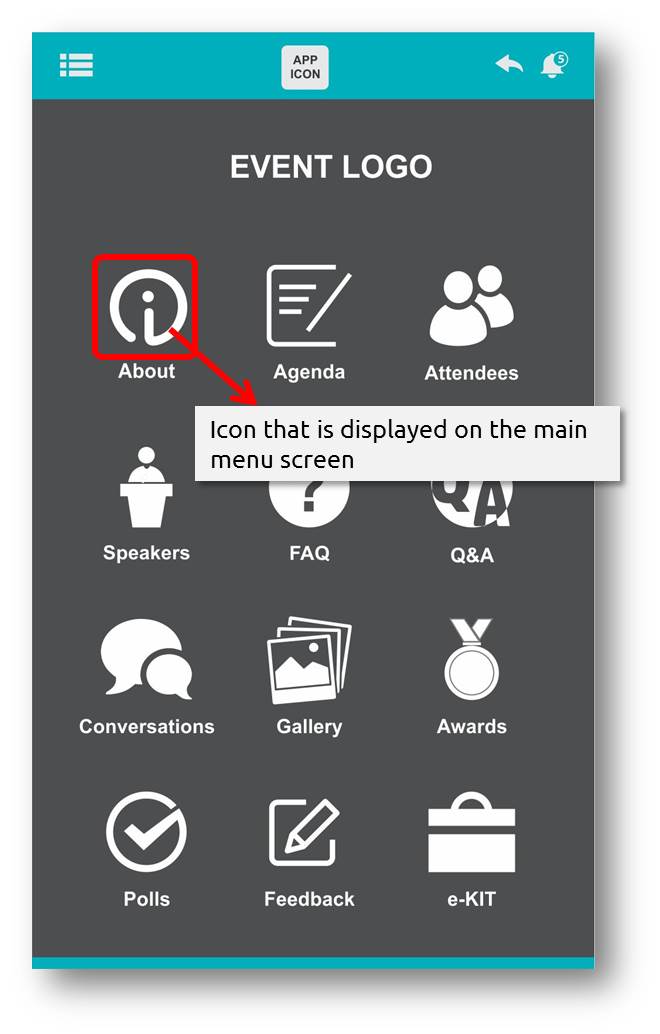 APP
ICON
5
EVENT LOGO
About
Agenda
Attendees
Icon that is displayed on the main
menu screen
?
QA
Speakers
FAQ
Q&A
Conversations
Gallery
Awards
Polls
Feedback
e-KIT